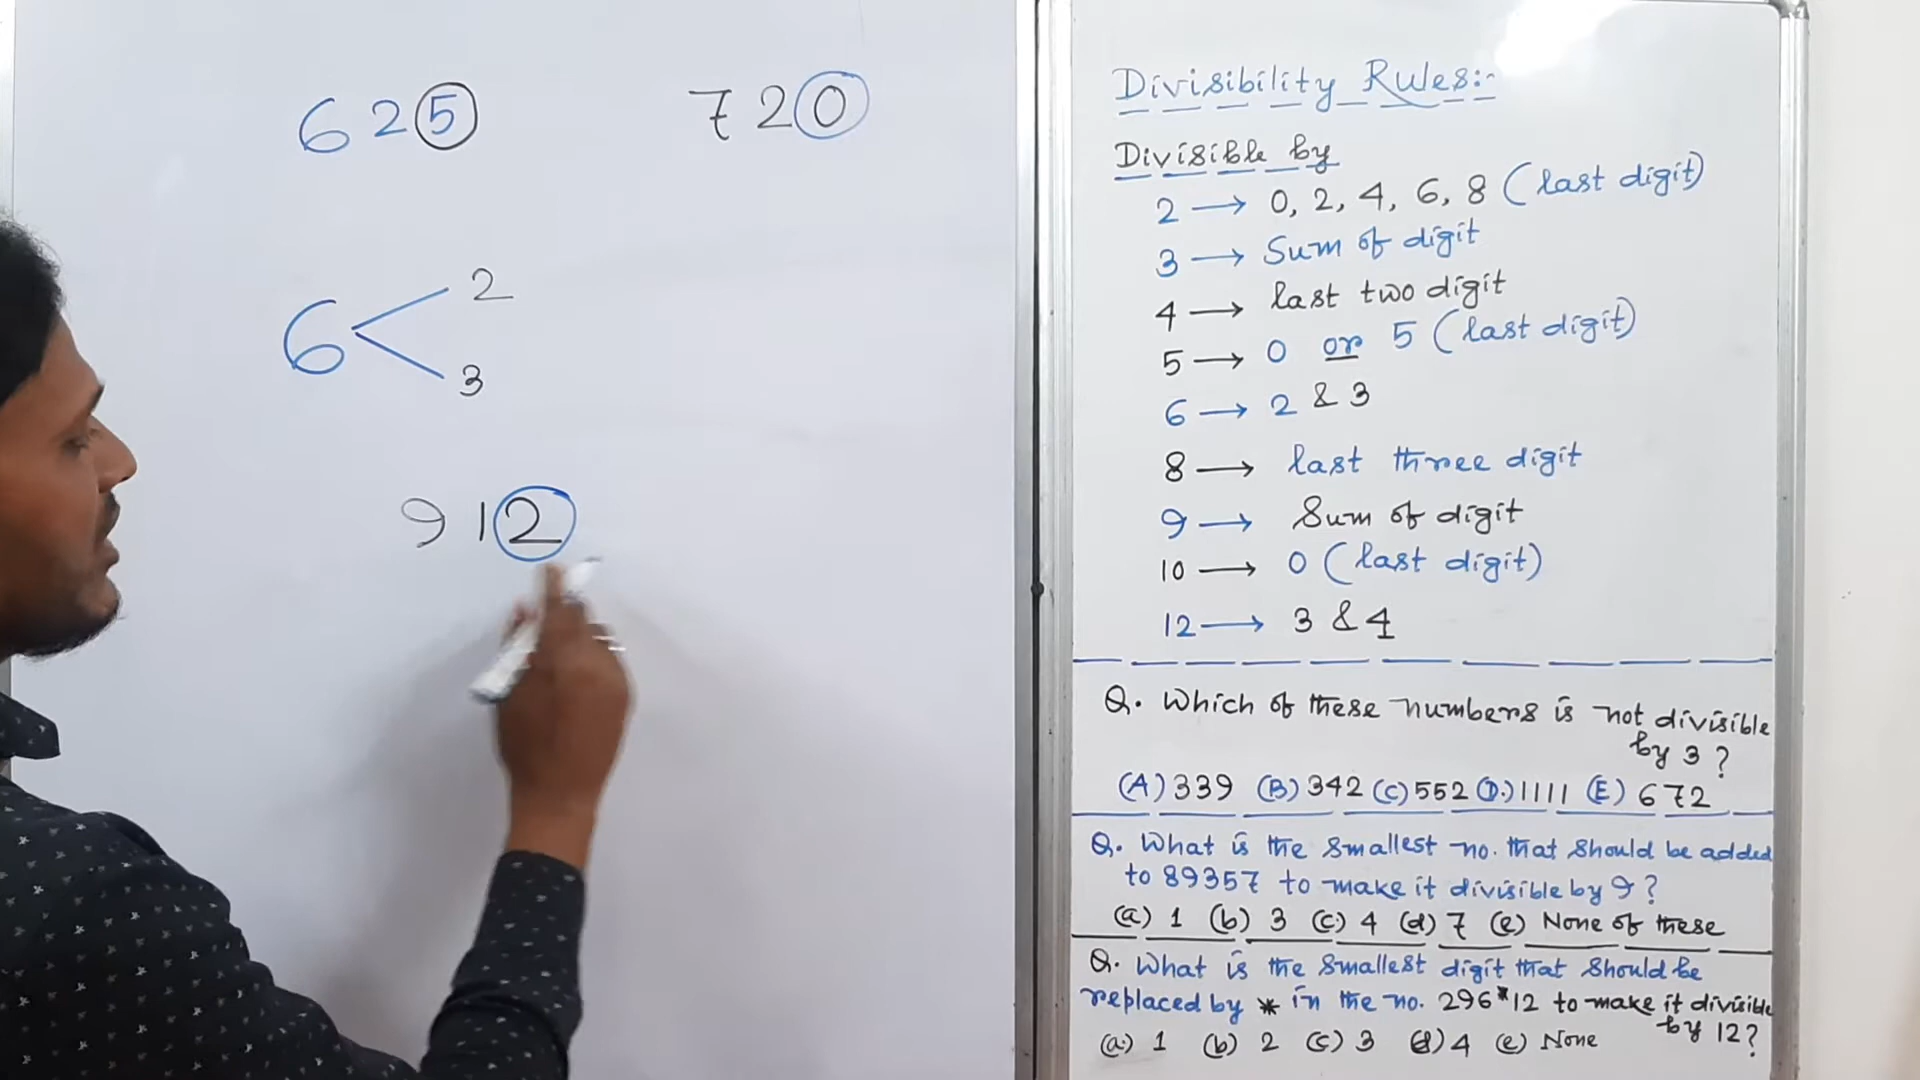 625
720
6 < 2
3
912
Divisibility Rules:-
Divisible by
2 → 0, 2, 4, 6, 8 (last digit)
3 → Sum of digit
4 → last two digit
5 → 0 or 5 (last digit)
6 → 2 & 3
8 → last three digit
9 → Sum of digit
10 → 0 (last digit)
12 → 3 & 4
Q. Which of these numbers is not divisible
by 3?
(A) 339 (B) 342 (C) 552 (D.) 1111 (E) 672
Q. What is the smallest no. that should be added
to 89357 to make it divisible by 9?
(a) 1 (b) 3 (c) 4 (d) 7 (e) None of these
Q. What is the smallest digit that should be
replaced by * in the no. 296*12 to make it divisible
by 12?
(a.) 1 (b) 2 (c) 3 (d) 4 (e) None